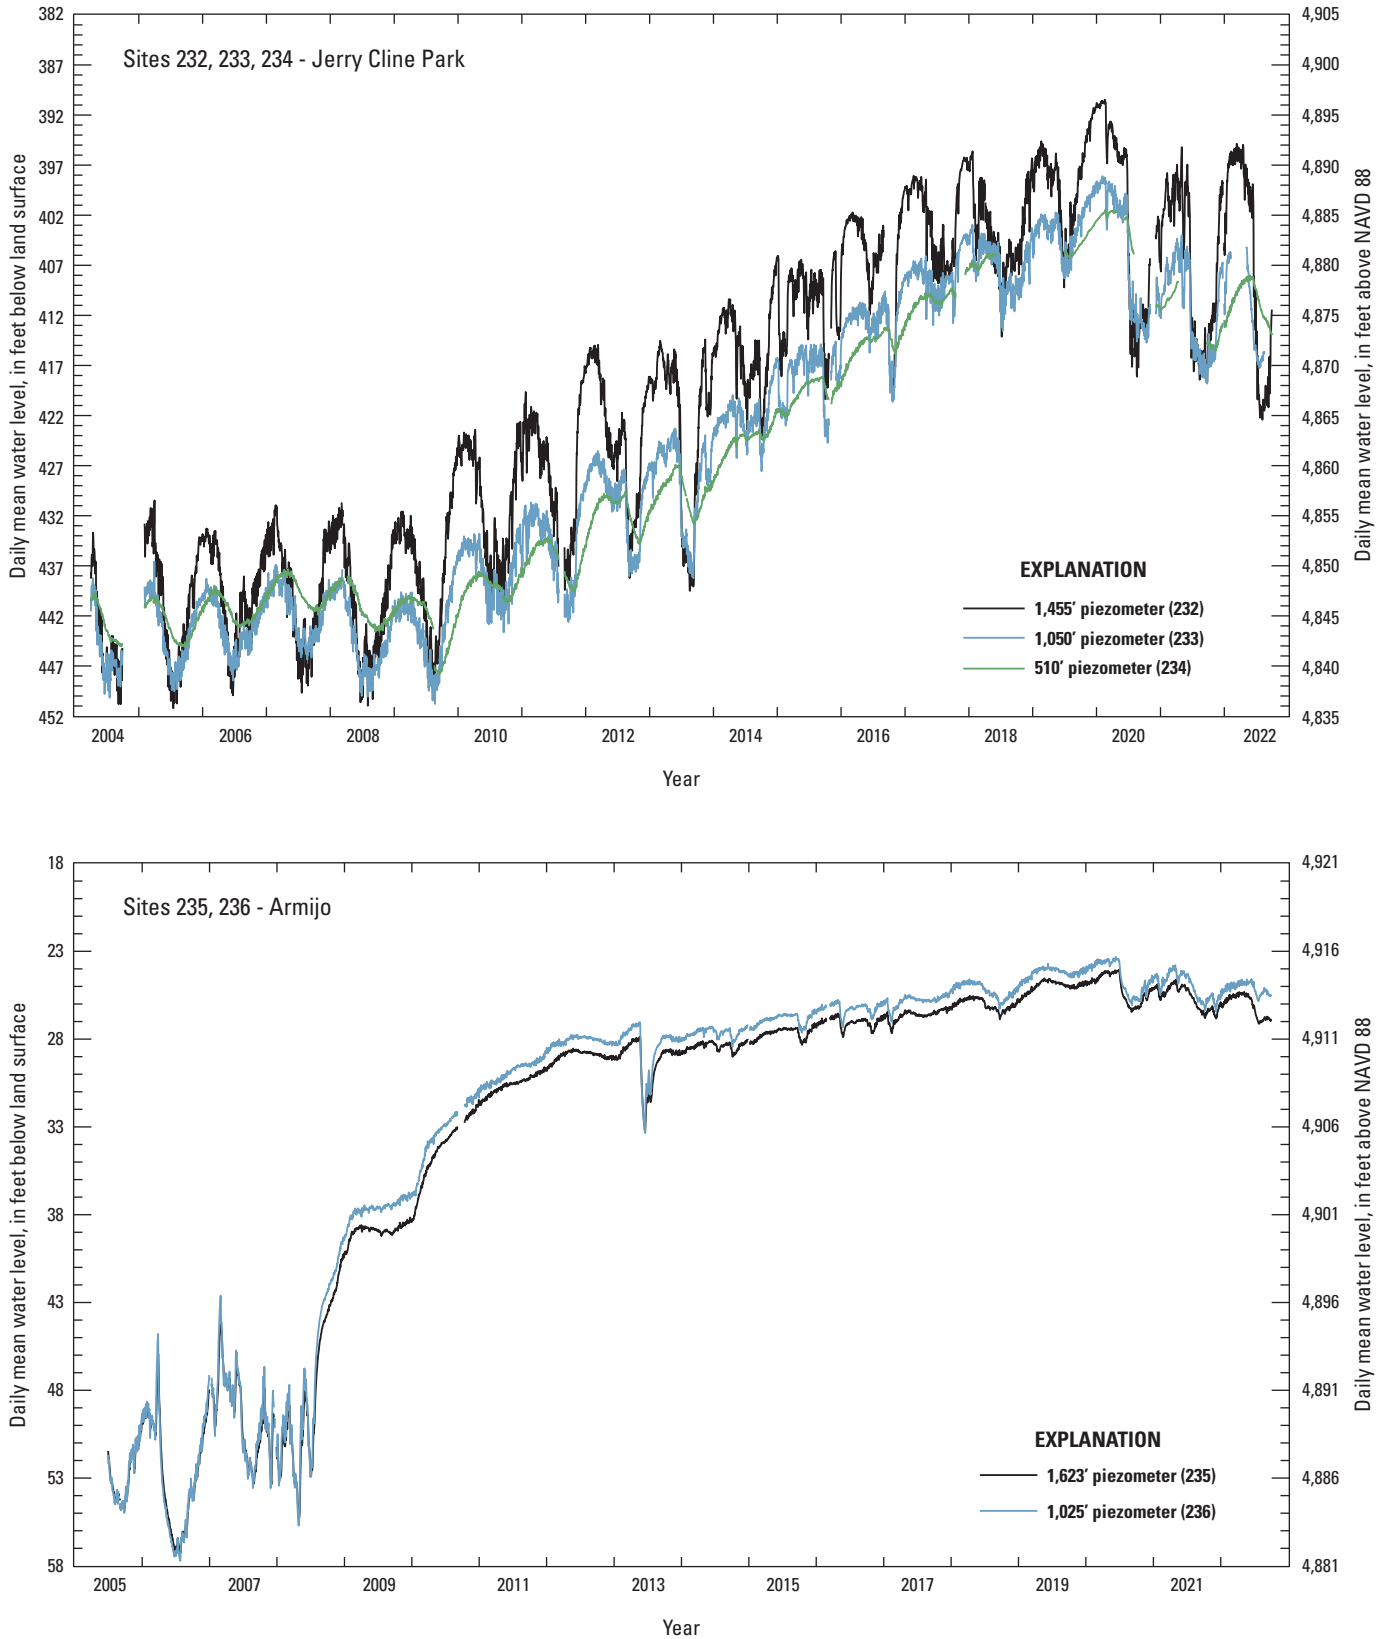 Sites 232, 233, 234 - Jerry Cline Park
Daily mean water level, in feet below land surface
382
387
392
397
402
407
412
417
422
427
432
437
442
447
452
Daily mean water level, in feet above NAVD 88
4,905
4,900
4,895
4,890
4,885
4,880
4,875
4,870
4,865
4,860
4,855
4,850
4,845
4,840
4,835
EXPLANATION
1,455’ piezometer (232)
1,050’ piezometer (233)
510’ piezometer (234)
2004 2006 2008 2010 2012 2014 2016 2018 2020 2022
Year
Sites 235, 236 - Armijo
Daily mean water level, in feet below land surface
18
23
28
33
38
43
48
53
58
Daily mean water level, in feet above NAVD 88
4,921
4,916
4,911
4,906
4,901
4,896
4,891
4,886
4,881
EXPLANATION
1,623’ piezometer (235)
1,025’ piezometer (236)
2005 2007 2009 2011 2013 2015 2017 2019 2021
Year